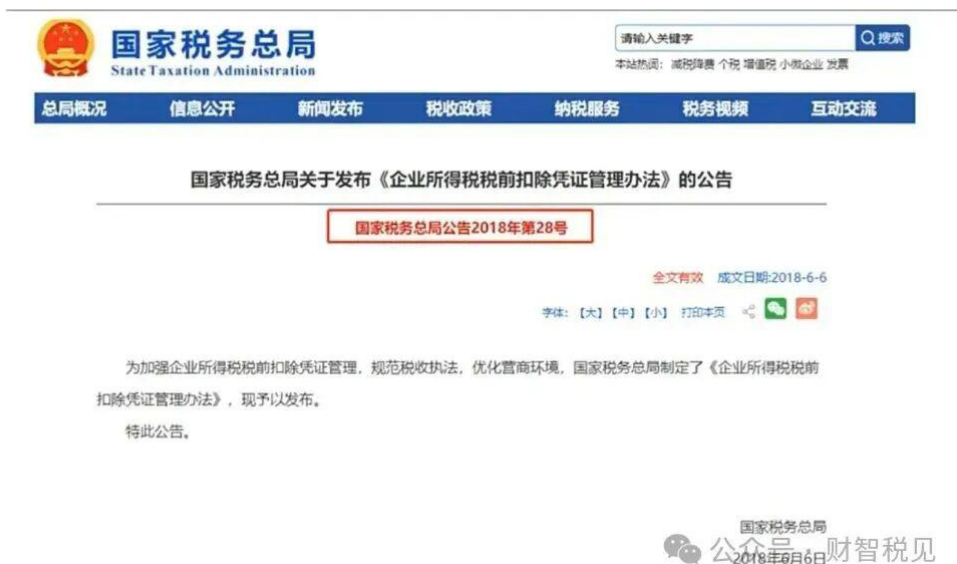 国家税务总局
State Taxation Administration
请输入关键字
搜索
本站热词： 减税降费 个税 增值税 小微企业 发票
总局概况 信息公开 新闻发布 税收政策 纳税服务 税务视频 互动交流
国家税务总局关于发布《企业所得税税前扣除凭证管理办法》的公告
国家税务总局公告2018年第28号
全文有效 成文日期:2018-6-6
字体：【大】【中】【小】 打印本页
为加强企业所得税税前扣除凭证管理，规范税收执法，优化营商环境，国家税务总局制定了《企业所得税税前
扣除凭证管理办法》，现予以发布。
特此公告。
国家税务总局
公众号·财智税见
2018年6月6日